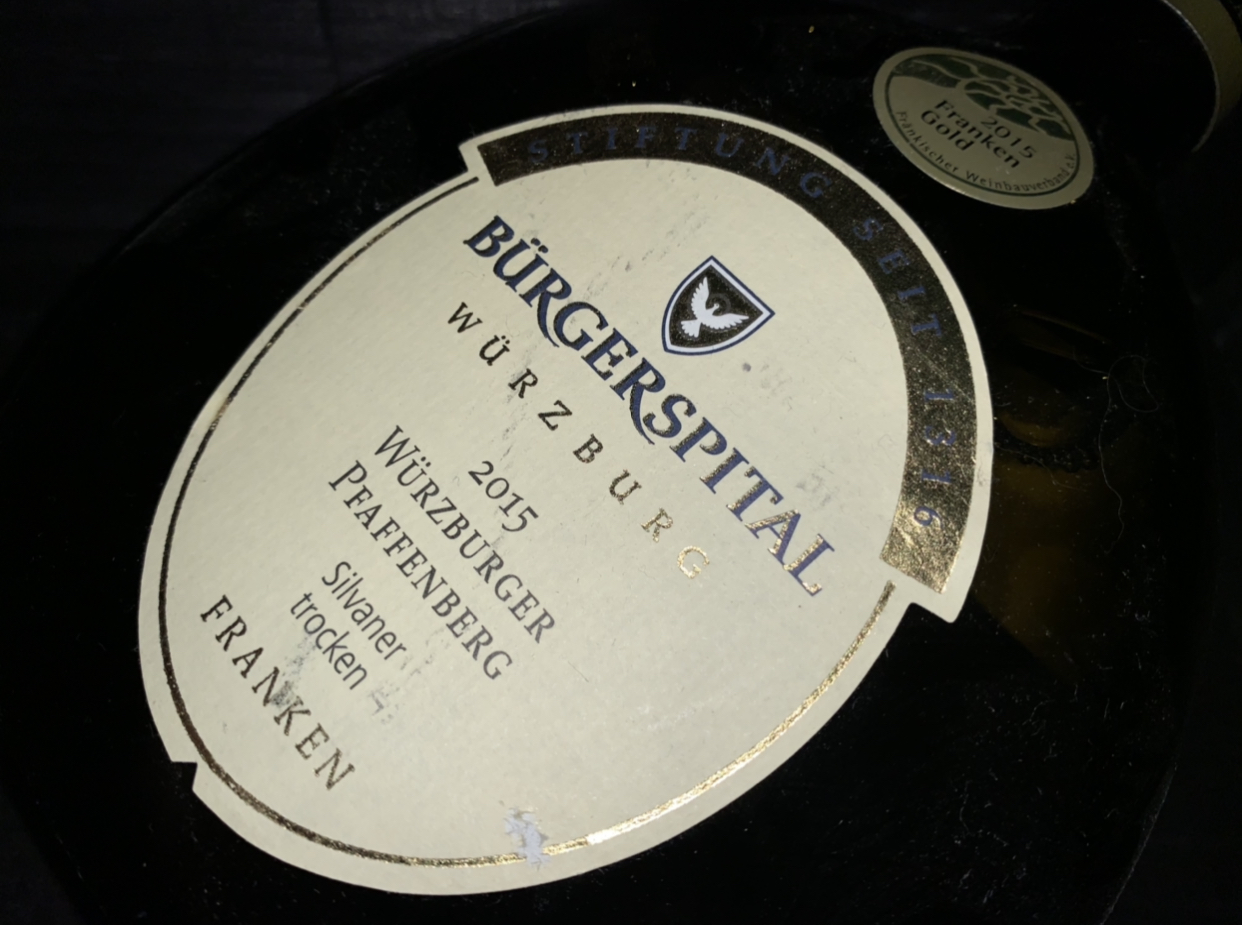 STIFTUNG SEIT 1316
BÜRGERSPITAL
WÜRZBURG
2015
WÜRZBURGER
PFAFFENBERG
Silvaner
trocken
FRANKEN
2015
Franken
Gold
Fränkischer Weinbauverband e.V.